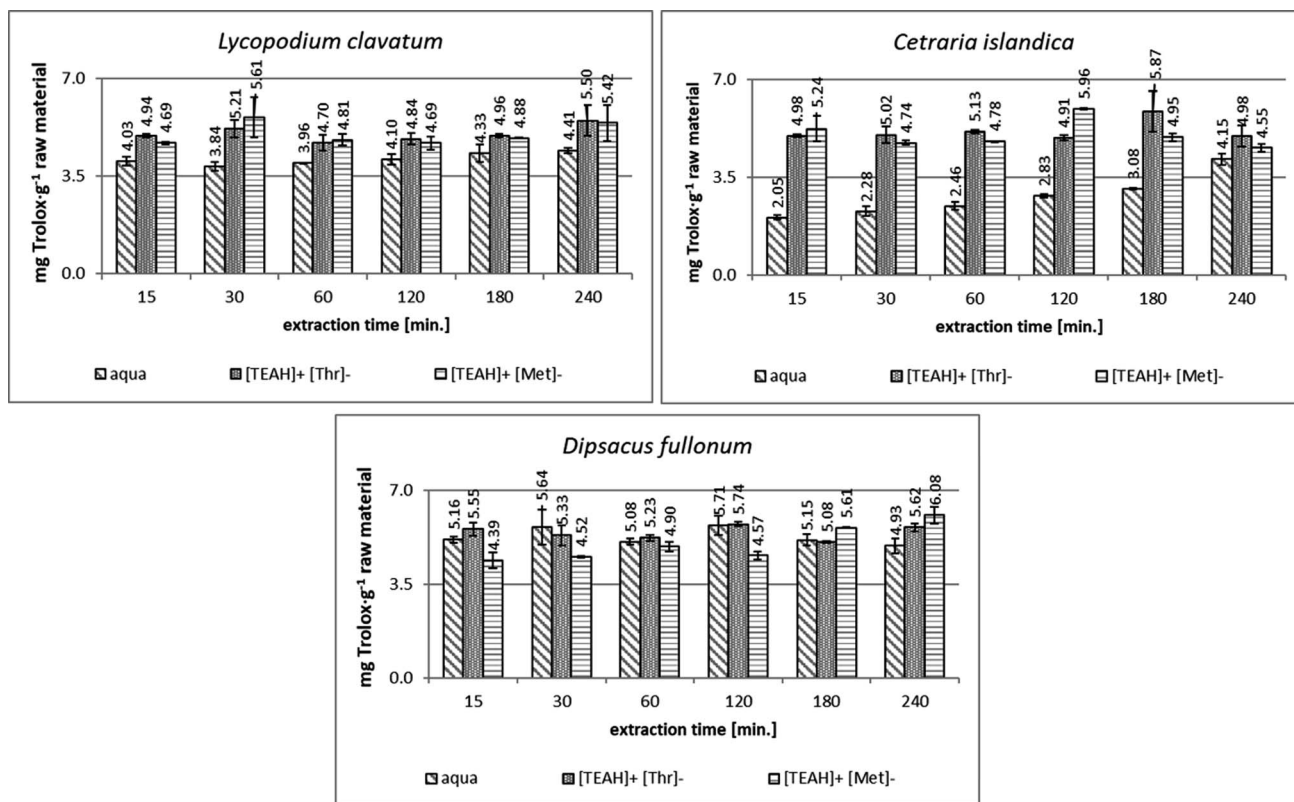 Lycopodium clavatum
mg Trolox·g⁻¹ raw material
7.0
3.5
0.0
4.03 4.94 4.69
3.84 5.21 5.61
3.96 4.70 4.81
4.10 4.84 4.69
4.33 4.96 4.88
4.41 5.50 5.42
15 30 60 120 180 240
extraction time [min.]
aqua [TEAH]+ [Thr]- [TEAH]+ [Met]-
Cetraria islandica
mg Trolox·g⁻¹ raw material
7.0
3.5
0.0
2.05 4.98 5.24
2.28 5.02 4.74
2.46 5.13 4.78
2.83 4.91 5.96
3.08 5.87 4.95
4.15 4.98 4.55
15 30 60 120 180 240
extraction time [min.]
aqua [TEAH]+ [Thr]- [TEAH]+ [Met]-
Dipsacus fullonum
mg Trolox·g⁻¹ raw material
7.0
3.5
0.0
5.16 5.55 4.39
5.64 5.33 4.52
5.08 5.23 4.90
5.71 5.74 4.57
5.15 5.08 5.61
4.93 5.62 6.08
15 30 60 120 180 240
extraction time [min.]
aqua [TEAH]+ [Thr]- [TEAH]+ [Met]-